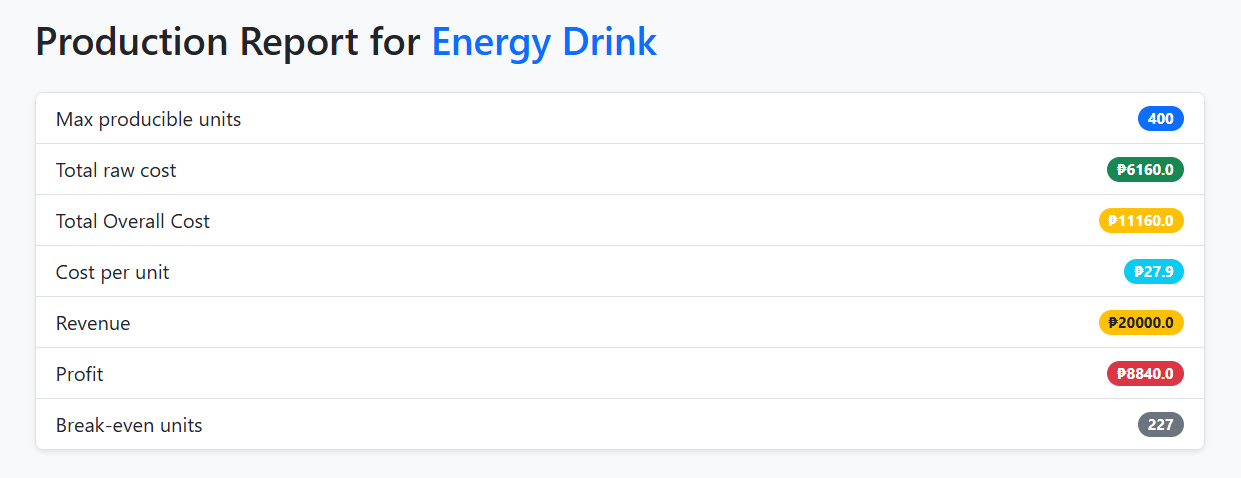 Production Report for Energy Drink
Max producible units 400
Total raw cost ₱6160.0
Total Overall Cost ₱11160.0
Cost per unit ₱27.9
Revenue ₱20000.0
Profit ₱8840.0
Break-even units 227